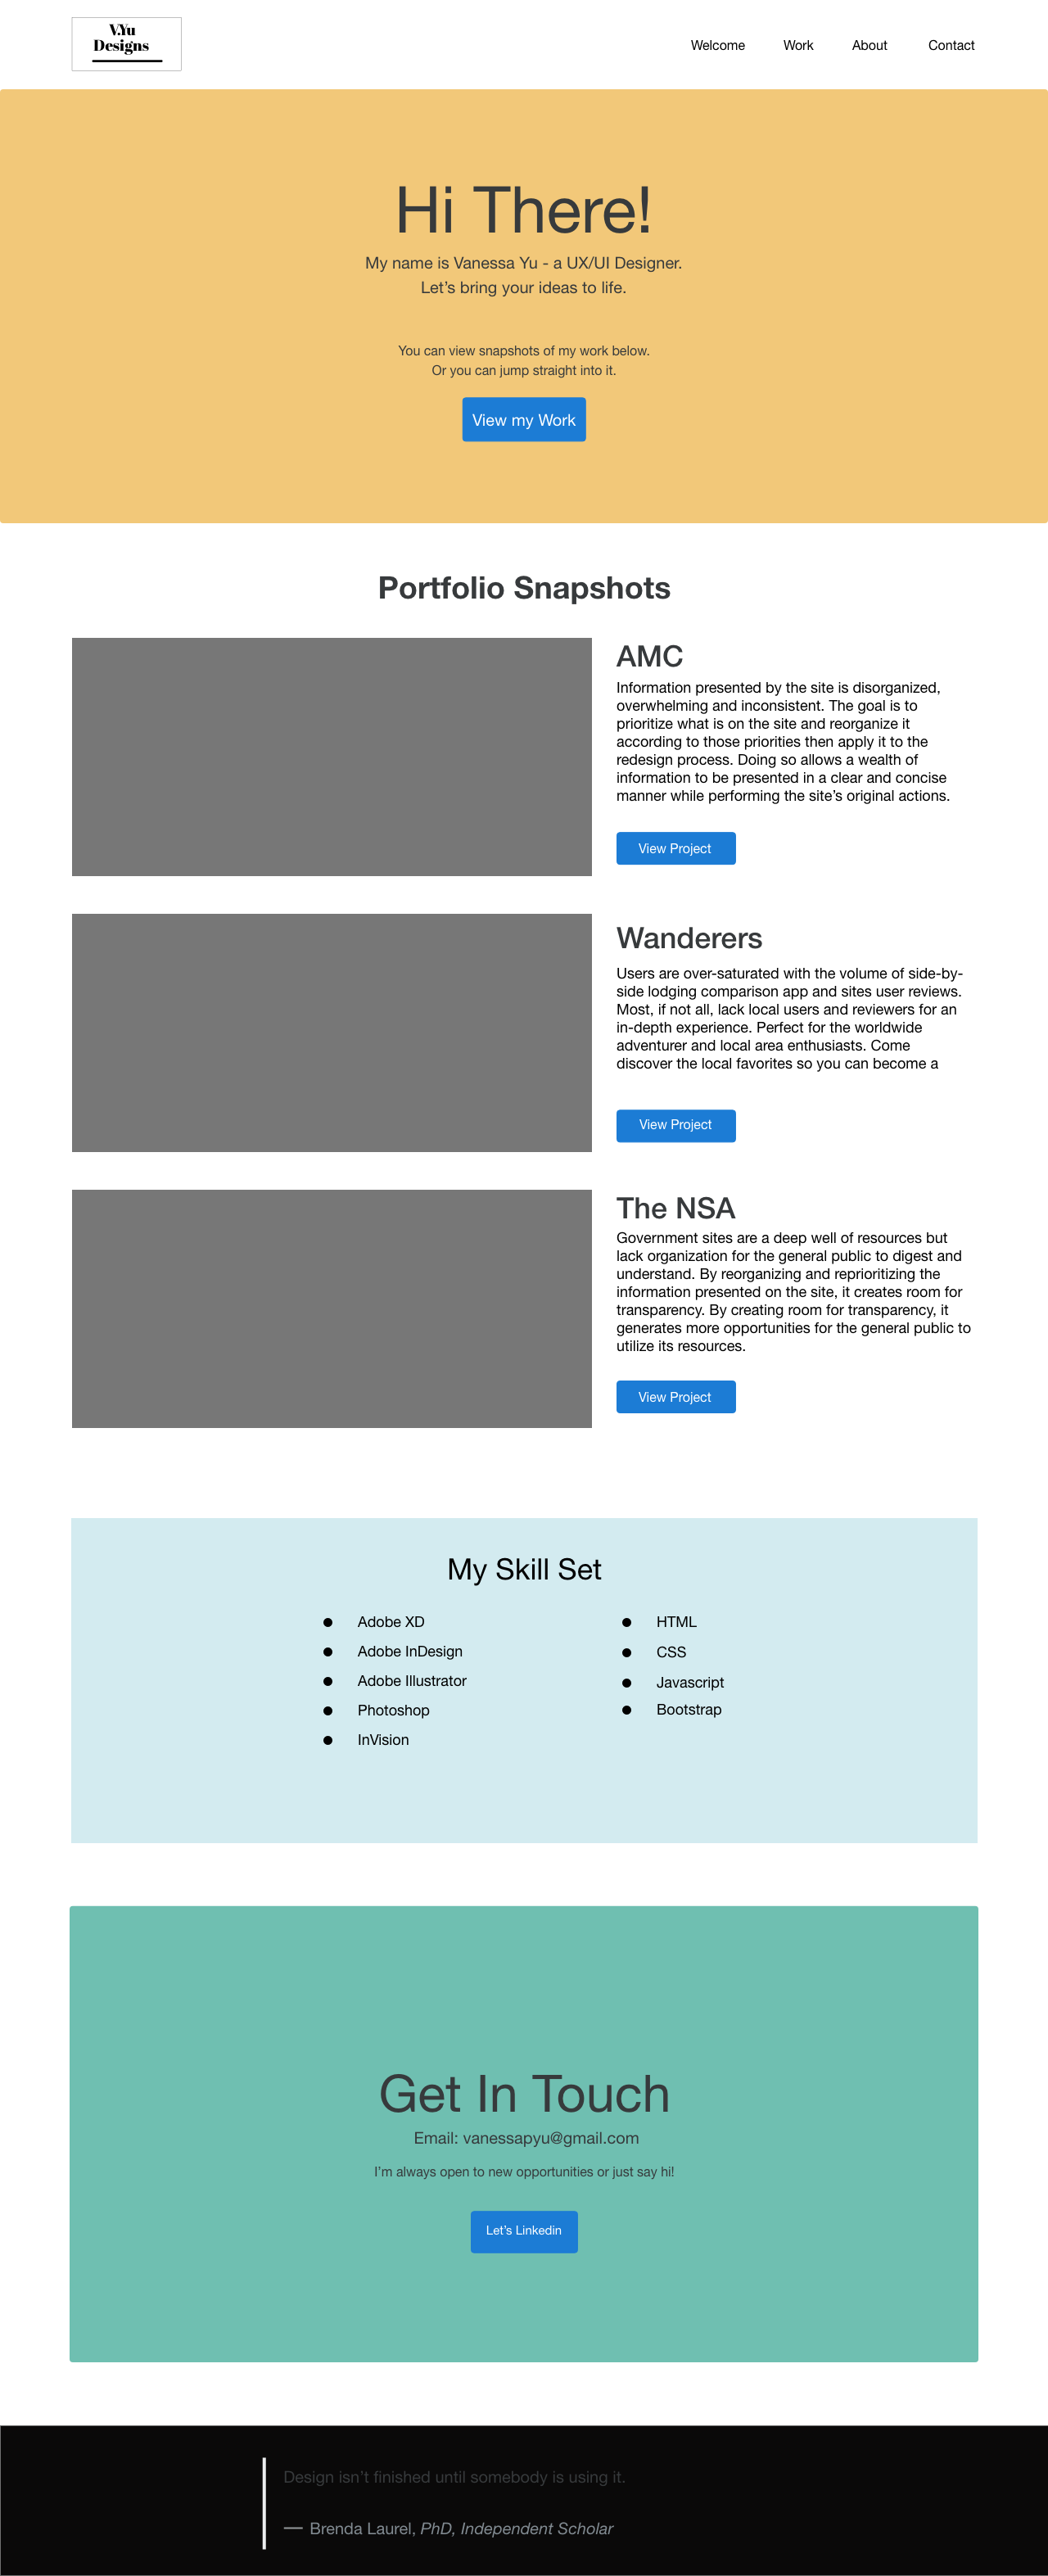 V.Yu
Designs
Welcome Work About Contact
Hi There!
My name is Vanessa Yu - a UX/UI Designer.
Let’s bring your ideas to life.
You can view snapshots of my work below.
Or you can jump straight into it.
View my Work
Portfolio Snapshots
AMC
Information presented by the site is disorganized,
overwhelming and inconsistent. The goal is to
prioritize what is on the site and reorganize it
according to those priorities then apply it to the
redesign process. Doing so allows a wealth of
information to be presented in a clear and concise
manner while performing the site’s original actions.
View Project
Wanderers
Users are over-saturated with the volume of side-by-
side lodging comparison app and sites user reviews.
Most, if not all, lack local users and reviewers for an
in-depth experience. Perfect for the worldwide
adventurer and local area enthusiasts. Come
discover the local favorites so you can become a
View Project
The NSA
Government sites are a deep well of resources but
lack organization for the general public to digest and
understand. By reorganizing and reprioritizing the
information presented on the site, it creates room for
transparency. By creating room for transparency, it
generates more opportunities for the general public to
utilize its resources.
View Project
My Skill Set
Adobe XD
Adobe InDesign
Adobe Illustrator
Photoshop
InVision
HTML
CSS
Javascript
Bootstrap
Get In Touch
Email: vanessapyu@gmail.com
I’m always open to new opportunities or just say hi!
Let’s Linkedin
Design isn’t finished until somebody is using it.
— Brenda Laurel, PhD, Independent Scholar